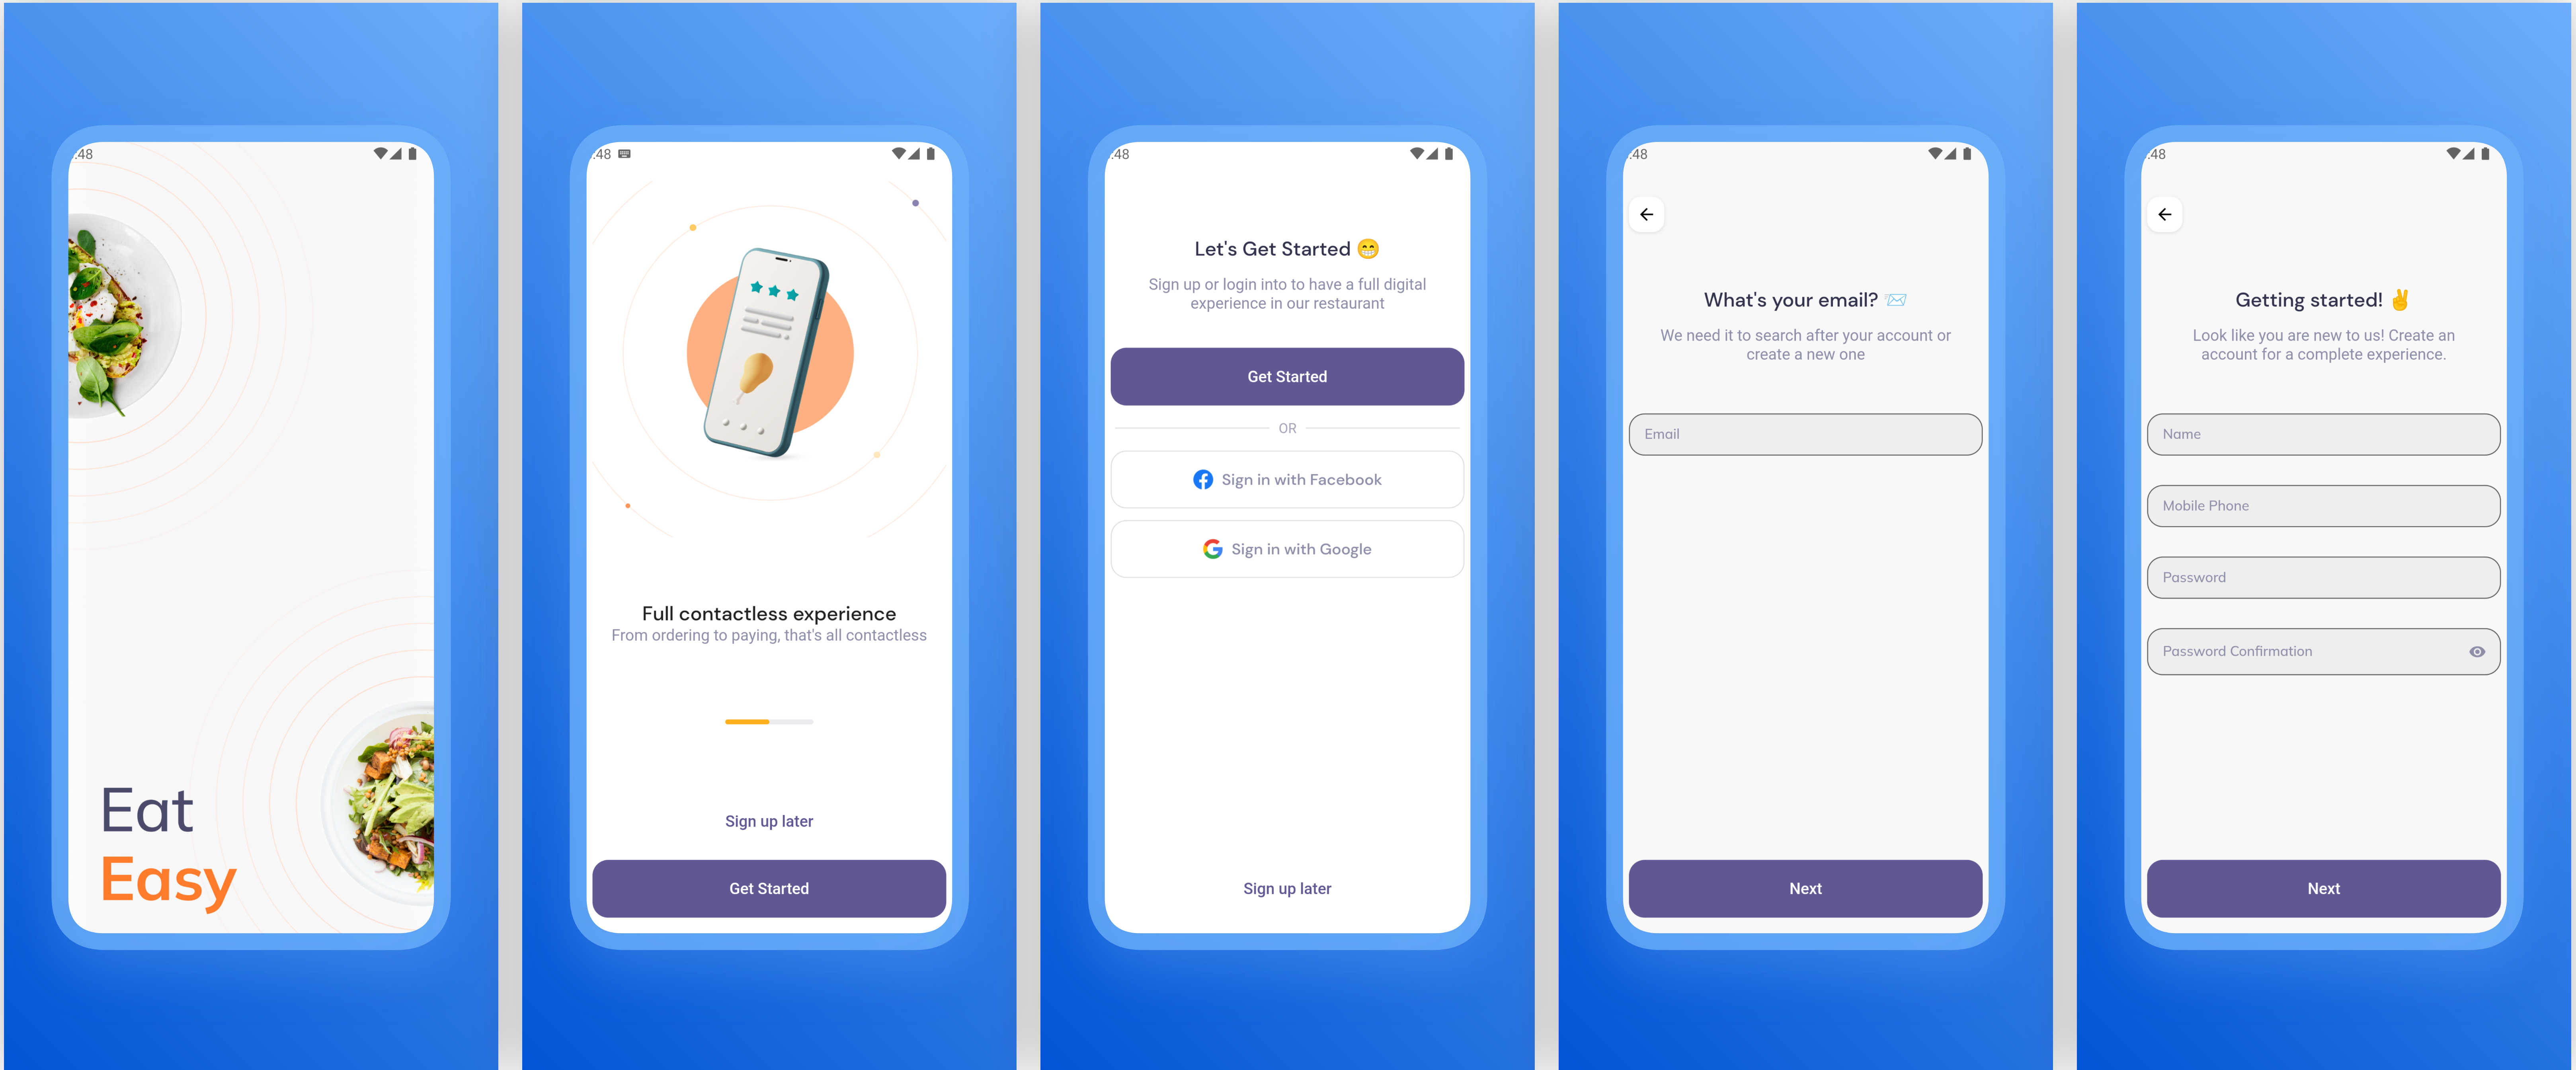 :48
Eat
Easy
:48
Full contactless experience
From ordering to paying, that's all contactless
Sign up later
Get Started
:48
Let's Get Started 😁
Sign up or login into to have a full digital
experience in our restaurant
Get Started
OR
Sign in with Facebook
Sign in with Google
Sign up later
:48
What's your email? 📨
We need it to search after your account or
create a new one
Email
Next
:48
Getting started! ✌️
Look like you are new to us! Create an
account for a complete experience.
Name
Mobile Phone
Password
Password Confirmation
Next